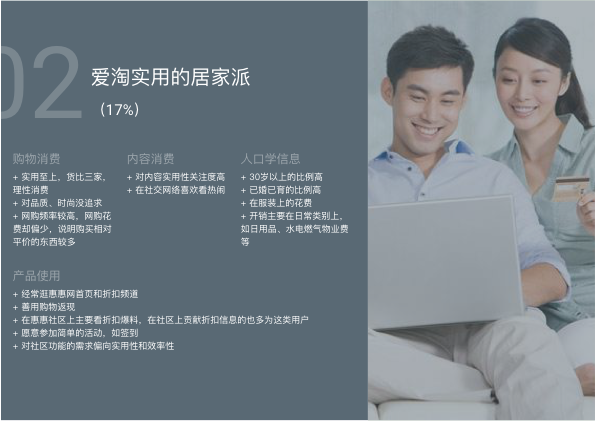 02
爱淘实用的居家派
（17%）
购物消费
+ 实用至上，货比三家，
理性消费
+ 对品质、时尚没追求
+ 网购频率较高，网购花
费却偏少，说明购买相对
平价的东西较多
内容消费
+ 对内容实用性关注度高
+ 在社交网络喜欢看热闹
人口学信息
+ 30岁以上的比例高
+ 已婚已育的比例高
+ 在服装上的花费
+ 开销主要在日常类别上，
如日用品、水电燃气物业费
等
产品使用
+ 经常逛惠惠网首页和折扣频道
+ 善用购物返现
+ 在惠惠社区上主要看折扣爆料，在社区上贡献折扣信息的也多为这类用户
+ 愿意参加简单的活动，如签到
+ 对社区功能的需求偏向实用性和效率性